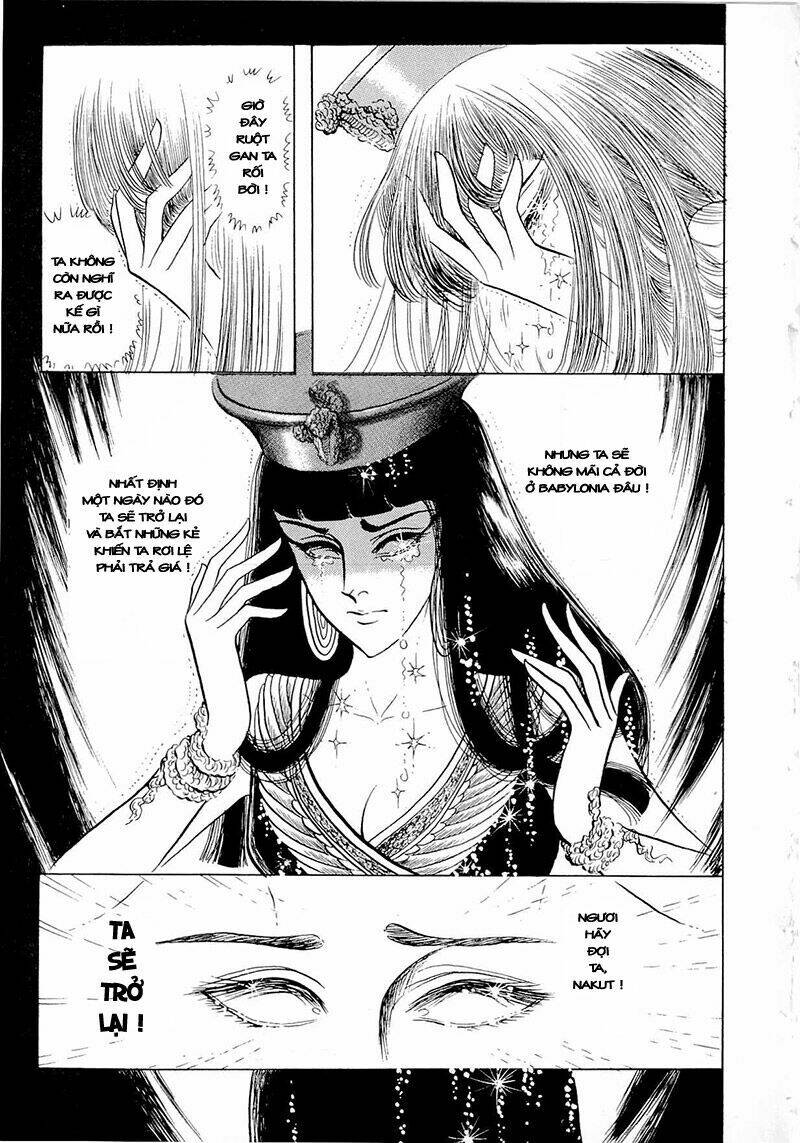 GIỜ
ĐÂY
RUỘT
GAN TA
RỐI
BỜI !
TA KHÔNG
CÒN NGHĨ
RA ĐƯỢC
KẾ GÌ
NỮA RỒI !
NHƯNG TA SẼ
KHÔNG MÃI CẢ ĐỜI
Ở BABYLONIA ĐÂU !
NHẤT ĐỊNH
MỘT NGÀY NÀO ĐÓ
TA SẼ TRỞ LẠI
VÀ BẮT NHỮNG KẺ
KHIẾN TA RƠI LỆ
PHẢI TRẢ GIÁ !
NGƯƠI
HÃY
ĐỢI
TA,
NAKUT !
TA
SẼ
TRỞ
LẠI !